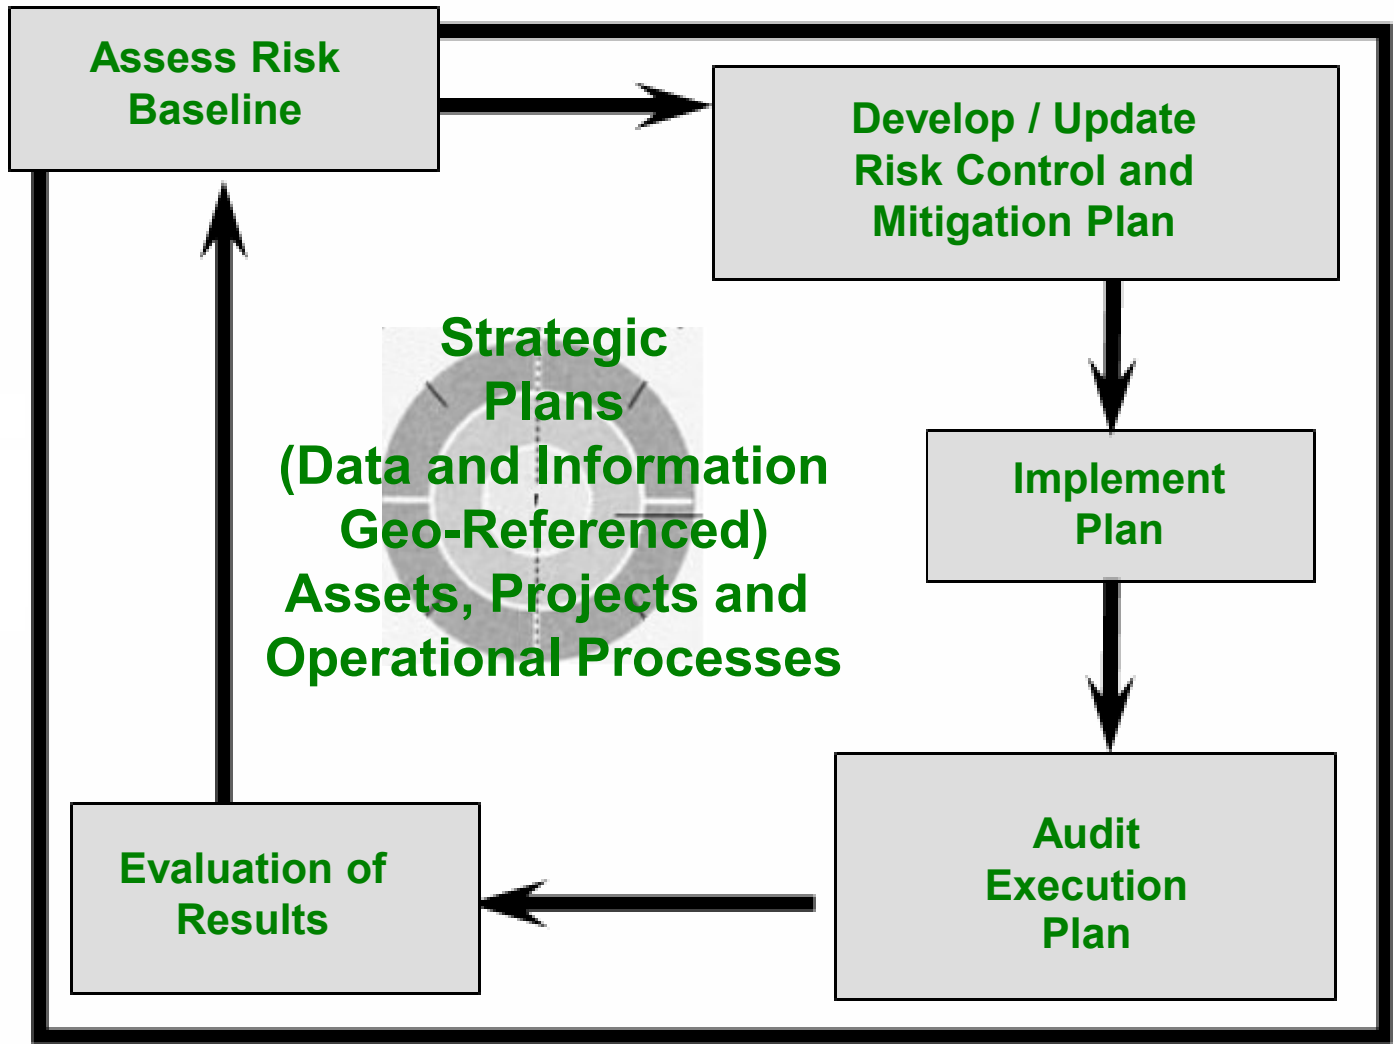 Assess Risk
Baseline
Develop / Update
Risk Control and
Mitigation Plan
Strategic
Plans
(Data and Information
Geo-Referenced)
Assets, Projects and
Operational Processes
Implement
Plan
Audit
Execution
Plan
Evaluation of
Results